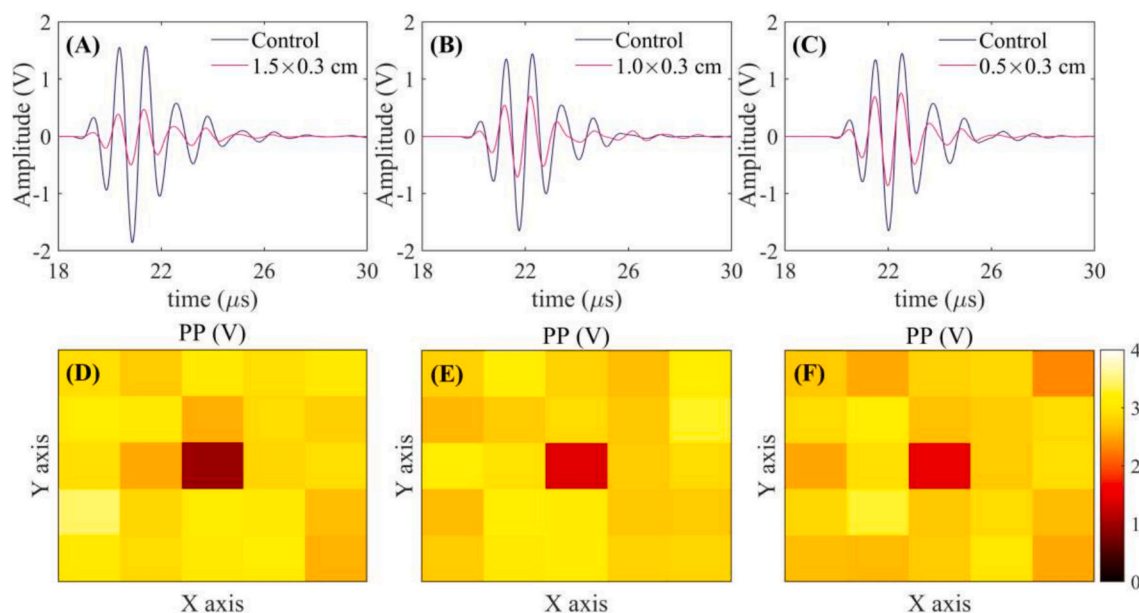 (A)
Control
1.5×0.3 cm
Amplitude (V)
2
1
0
-1
-2
18
22
26
30
time (μs)
(B)
Control
1.0×0.3 cm
Amplitude (V)
2
1
0
-1
-2
18
22
26
30
time (μs)
(C)
Control
0.5×0.3 cm
Amplitude (V)
2
1
0
-1
-2
18
22
26
30
time (μs)
PP (V)
(D)
Y axis
X axis
PP (V)
(E)
Y axis
X axis
PP (V)
(F)
Y axis
X axis
4
3
2
1
0